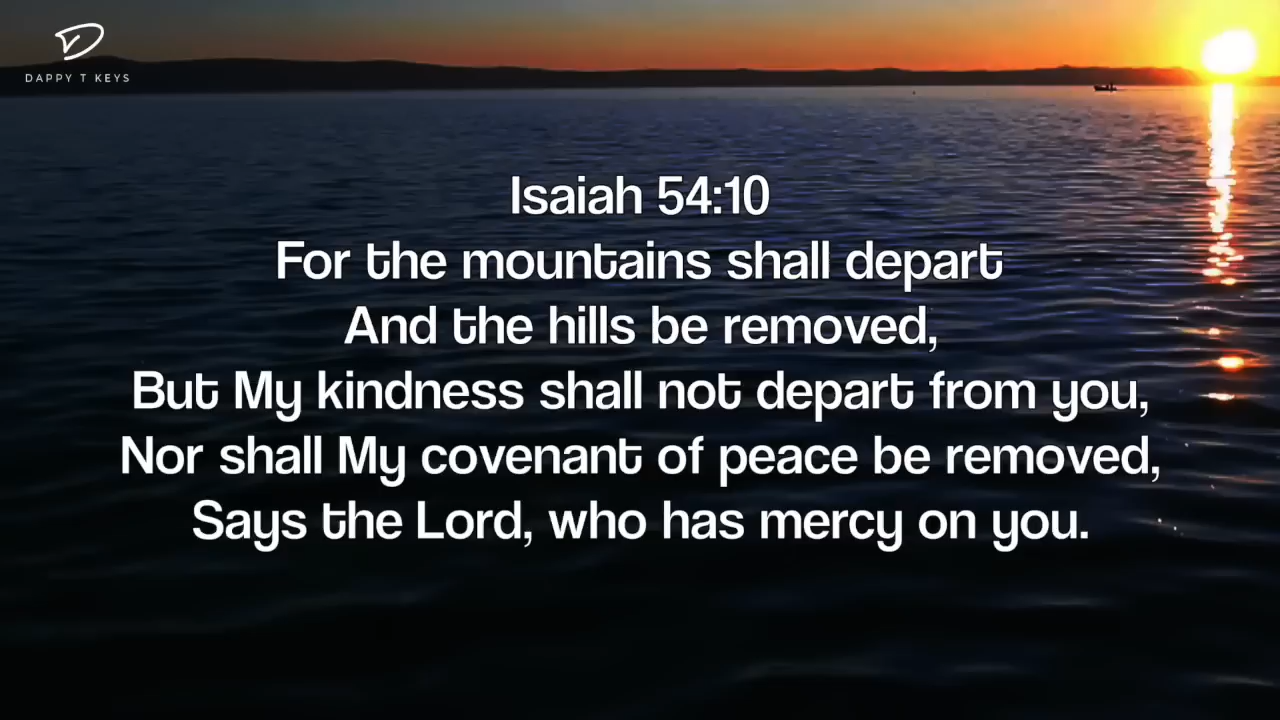 DAPPY T KEYS
Isaiah 54:10
For the mountains shall depart
And the hills be removed,
But My kindness shall not depart from you,
Nor shall My covenant of peace be removed,
Says the Lord, who has mercy on you.